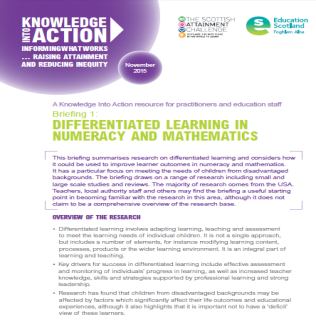 KNOWLEDGE
INTO ACTION
INFORMING WHAT WORKS
... RAISING ATTAINMENT
AND REDUCING INEQUITY
November
2015
THE SCOTTISH
ATTAINMENT
CHALLENGE
Education
Scotland
Foghlam Alba
A Knowledge Into Action resource for practitioners and education staff
Briefing 1:
DIFFERENTIATED LEARNING IN
NUMERACY AND MATHEMATICS
This briefing summarises research on differentiated learning and considers how
it could be used to improve learner outcomes in numeracy and mathematics.
It has a particular focus on meeting the needs of children from disadvantaged
backgrounds. The briefing draws on a range of research including small and
large scale studies and reviews. The majority of research comes from the USA.
Teachers, local authority staff and others may find the briefing a useful starting
point in becoming familiar with the research in this area, although it does not
claim to be a comprehensive overview of the research base.
OVERVIEW OF THE RESEARCH
• Differentiated learning involves adapting learning, teaching and assessment
to meet the learning needs of individual children. It is not a single approach,
but includes a number of elements, for instance modifying learning content,
processes, products or the wider learning environment. It is an integral part of
learning and teaching.
• Key drivers for success in differentiated learning include effective assessment
and monitoring of individuals' progress in learning, as well as increased teacher
knowledge, skills and strategies supported by professional learning and strong
leadership.
• Research has found that children from disadvantaged backgrounds may be
affected by factors which significantly affect their life outcomes and educational
experiences, although it also highlights that it is important not to have a 'deficit'
view of these learners.